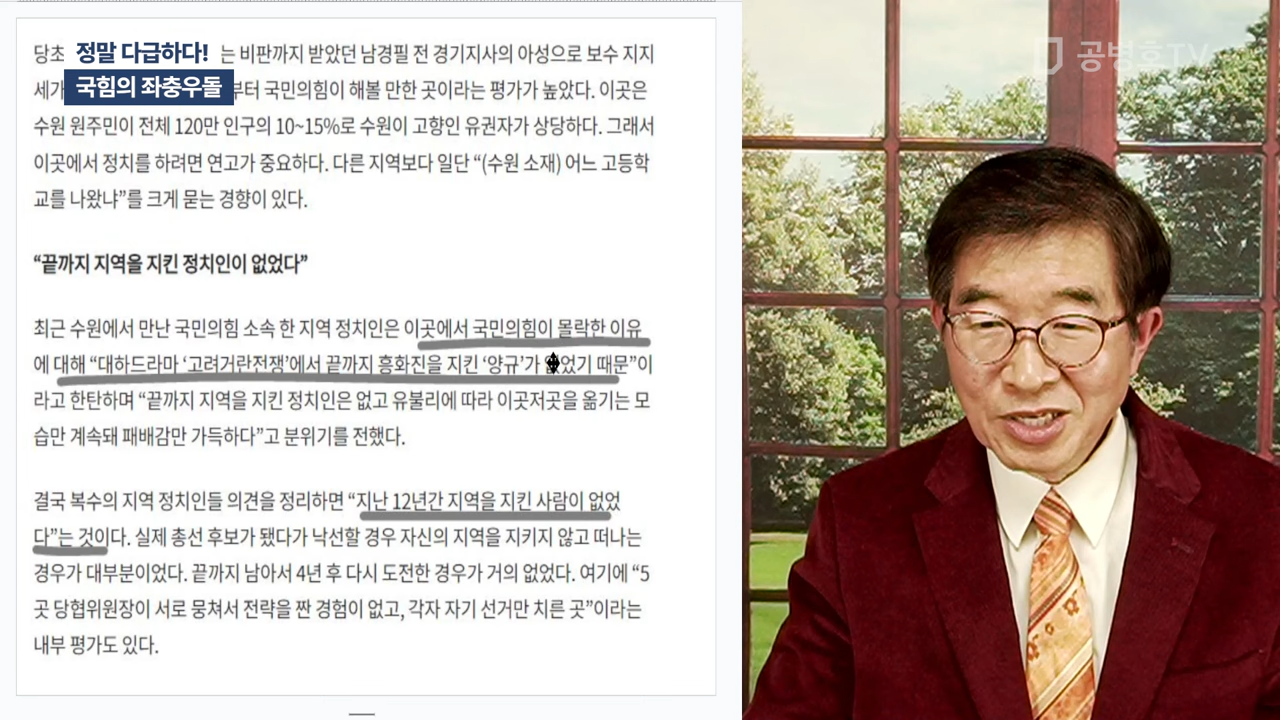 정말 다급하다!
국힘의 좌충우돌
공병호TV
당초 는 비판까지 받았던 남경필 전 경기지사의 아성으로 보수 지지
세가 부터 국민의힘이 해볼 만한 곳이라는 평가가 높았다. 이곳은
수원 원주민이 전체 120만 인구의 10~15%로 수원이 고향인 유권자가 상당하다. 그래서
이곳에서 정치를 하려면 연고가 중요하다. 다른 지역보다 일단 “(수원 소재) 어느 고등학
교를 나왔냐”를 크게 묻는 경향이 있다.
“끝까지 지역을 지킨 정치인이 없었다”
최근 수원에서 만난 국민의힘 소속 한 지역 정치인은 이곳에서 국민의힘이 몰락한 이유
에 대해 “대하드라마 ‘고려거란전쟁’에서 끝까지 흥화진을 지킨 ‘양규’가 없었기 때문”이
라고 한탄하며 “끝까지 지역을 지킨 정치인은 없고 유불리에 따라 이곳저곳을 옮기는 모
습만 계속돼 패배감만 가득하다”고 분위기를 전했다.
결국 복수의 지역 정치인들 의견을 정리하면 “지난 12년간 지역을 지킨 사람이 없었
다”는 것이다. 실제 총선 후보가 됐다가 낙선할 경우 자신의 지역을 지키지 않고 떠나는
경우가 대부분이었다. 끝까지 남아서 4년 후 다시 도전한 경우가 거의 없었다. 여기에 “5
곳 당협위원장이 서로 뭉쳐서 전략을 짠 경험이 없고, 각자 자기 선거만 치른 곳”이라는
내부 평가도 있다.